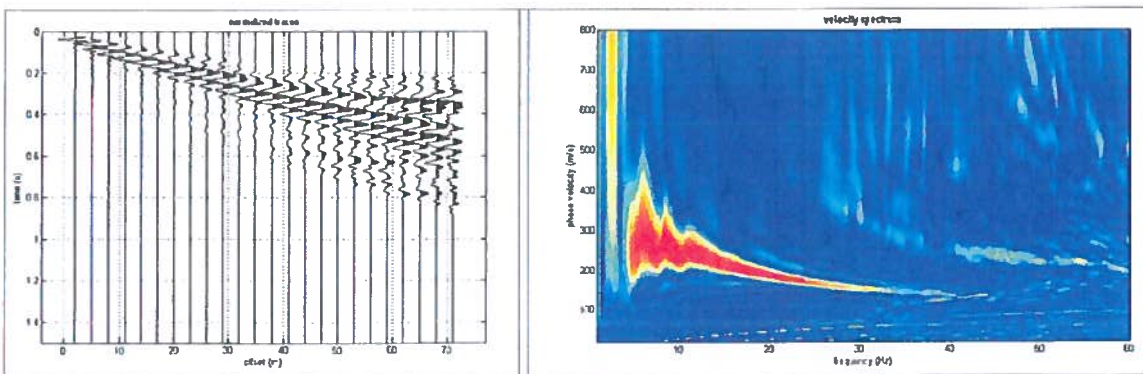 normalized traces
0
0.2
0.4
0.6
0.8
1
1.2
1.4
time (s)
0 10 20 30 40 50 60 70
offset (m)
velocity spectrum
800
700
600
500
400
300
200
100
phase velocity (m/s)
10 20 30 40 50 60
frequency (Hz)